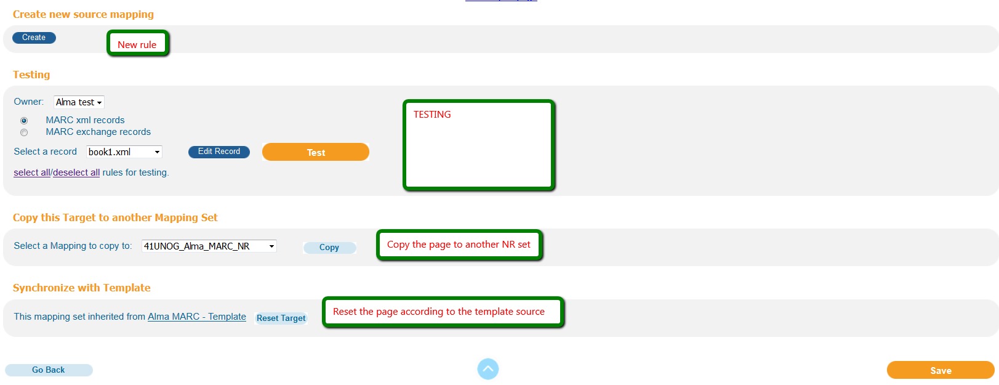 Create new source mapping
Create
New rule
Testing
Owner: Alma test
MARC xml records
MARC exchange records
Select a record book1.xml Edit Record Test
select all/deselect all rules for testing.
TESTING
Copy this Target to another Mapping Set
Select a Mapping to copy to: 41UNOG_Alma_MARC_NR Copy
Copy the page to another NR set
Synchronize with Template
This mapping set inherited from Alma MARC - Template Reset Target
Reset the page according to the template source
Go Back
Save